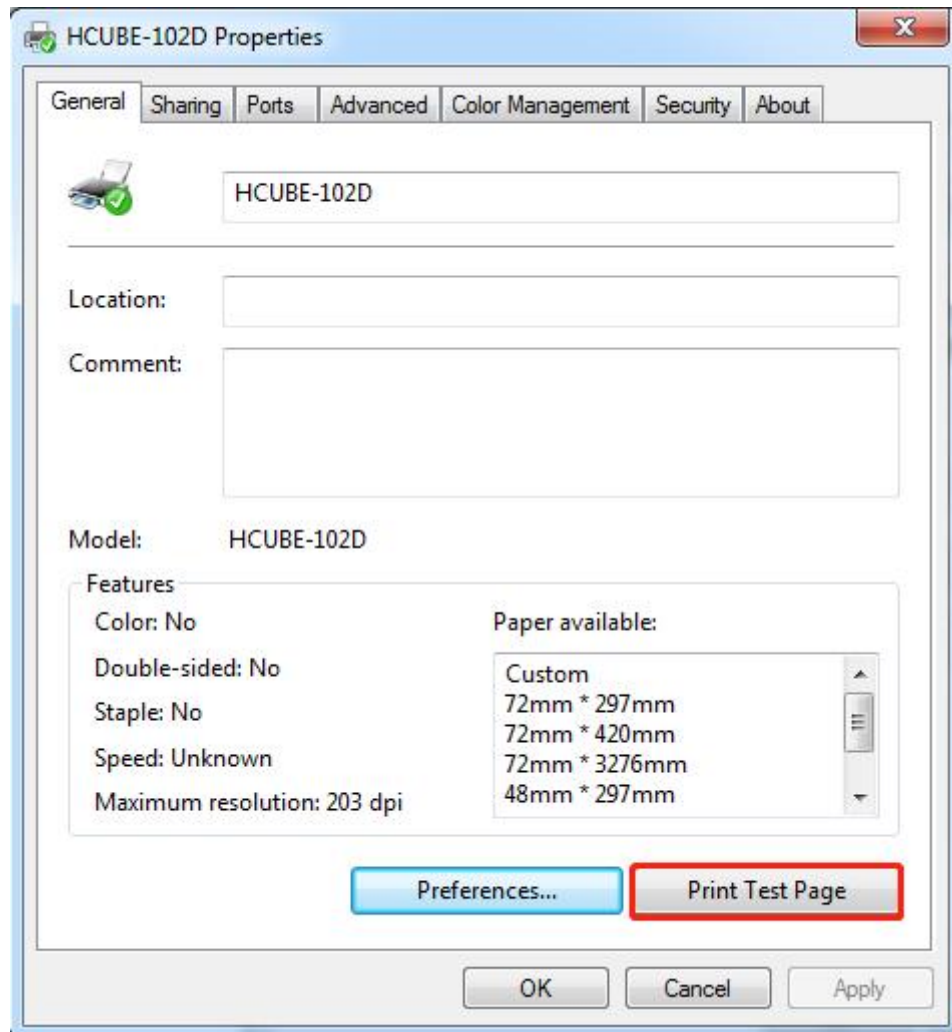 HCUBE-102D Properties
General Sharing Ports Advanced Color Management Security About
HCUBE-102D
Location:
Comment:
Model: HCUBE-102D
Features
Color: No
Double-sided: No
Staple: No
Speed: Unknown
Maximum resolution: 203 dpi
Paper available:
Custom
72mm * 297mm
72mm * 420mm
72mm * 3276mm
48mm * 297mm
Preferences... Print Test Page
OK Cancel Apply